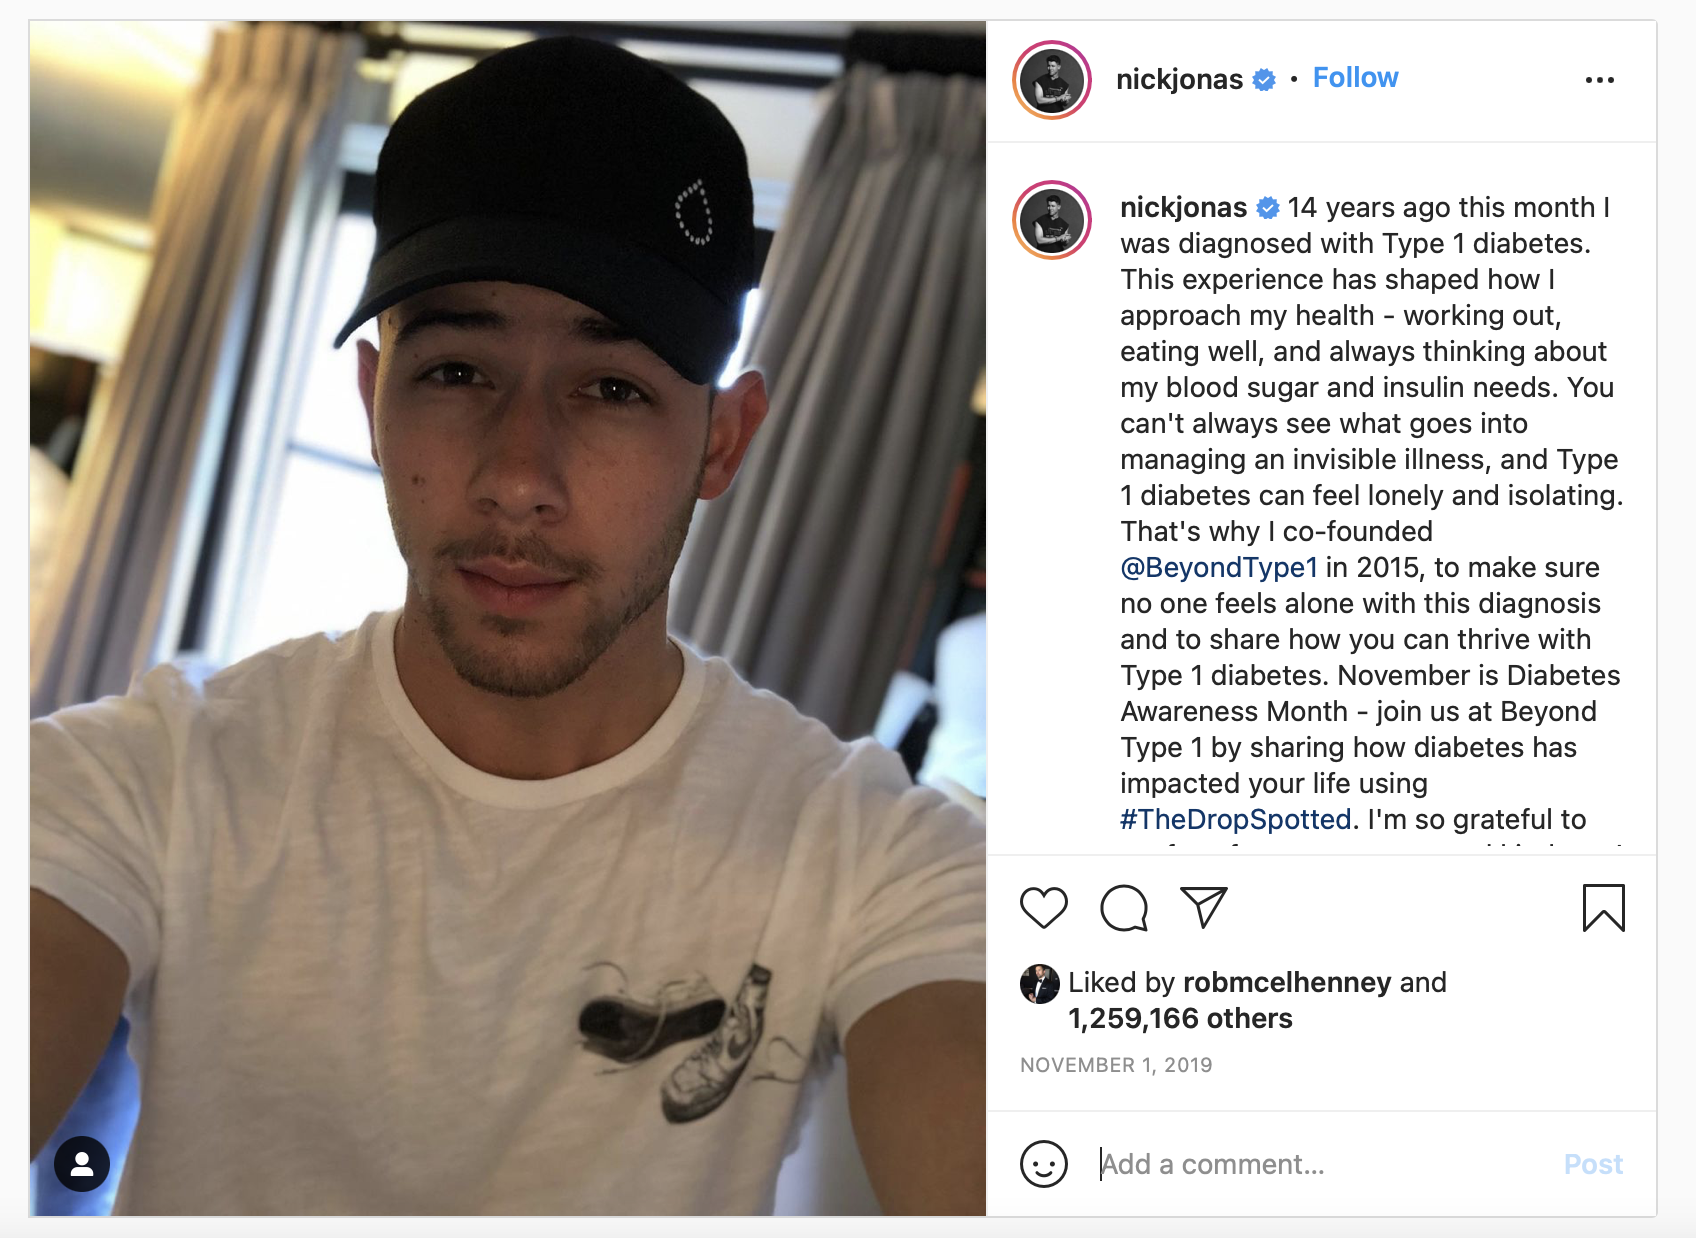 nickjonas • Follow
nickjonas 14 years ago this month I
was diagnosed with Type 1 diabetes.
This experience has shaped how I
approach my health - working out,
eating well, and always thinking about
my blood sugar and insulin needs. You
can't always see what goes into
managing an invisible illness, and Type
1 diabetes can feel lonely and isolating.
That's why I co-founded
@BeyondType1 in 2015, to make sure
no one feels alone with this diagnosis
and to share how you can thrive with
Type 1 diabetes. November is Diabetes
Awareness Month - join us at Beyond
Type 1 by sharing how diabetes has
impacted your life using
#TheDropSpotted. I'm so grateful to
Liked by robmcelhenney and
1,259,166 others
NOVEMBER 1, 2019
Add a comment...
Post